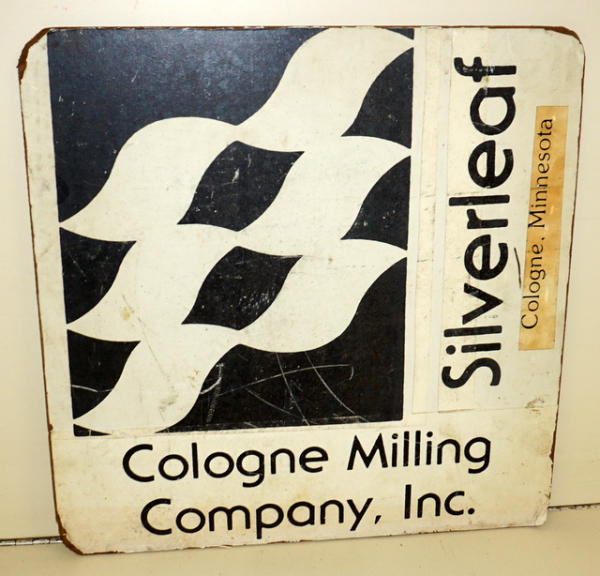 Silverleaf
Cologne, Minnesota
Cologne Milling
Company, Inc.